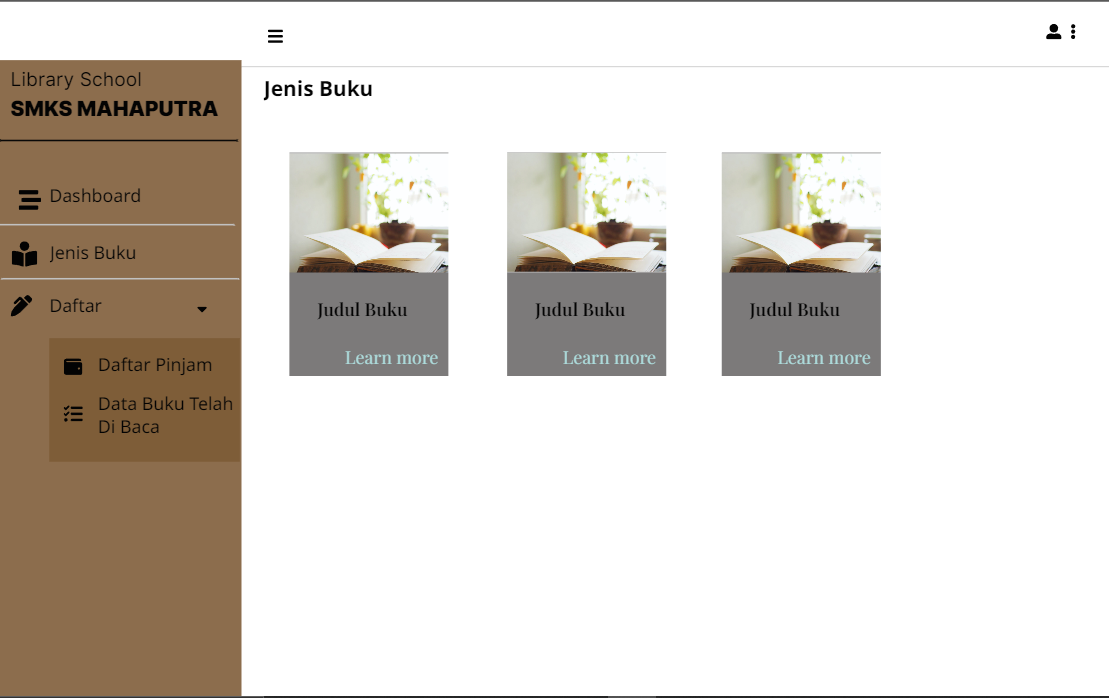 Library School
SMKS MAHAPUTRA
Dashboard
Jenis Buku
Daftar
Daftar Pinjam
Data Buku Telah
Di Baca
Jenis Buku
Judul Buku
Learn more
Judul Buku
Learn more
Judul Buku
Learn more